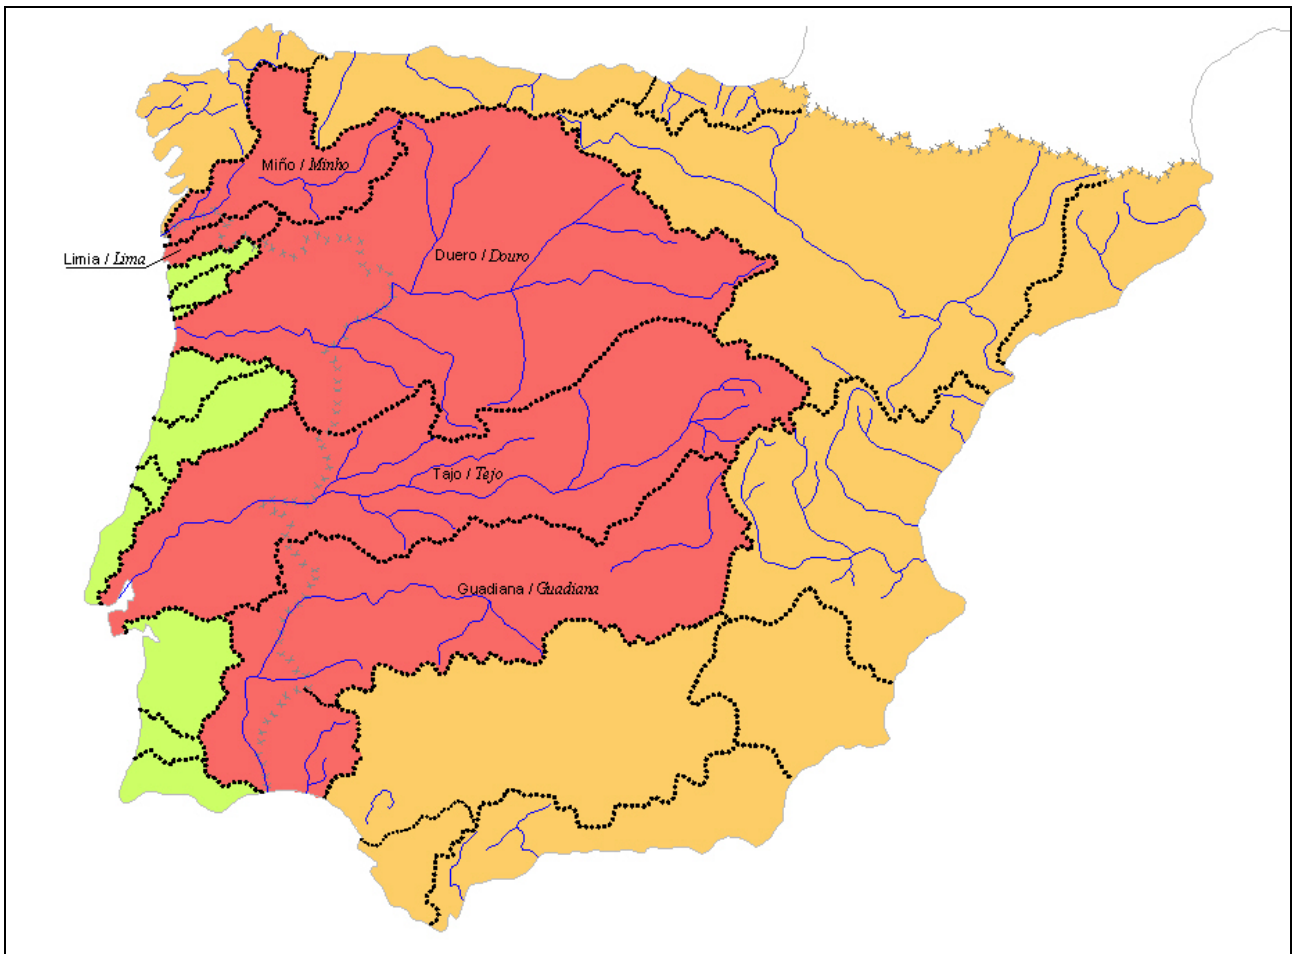 Miño / Minho
Limia / Lima
Duero / Douro
Tajo / Tejo
Guadiana / Guadiana